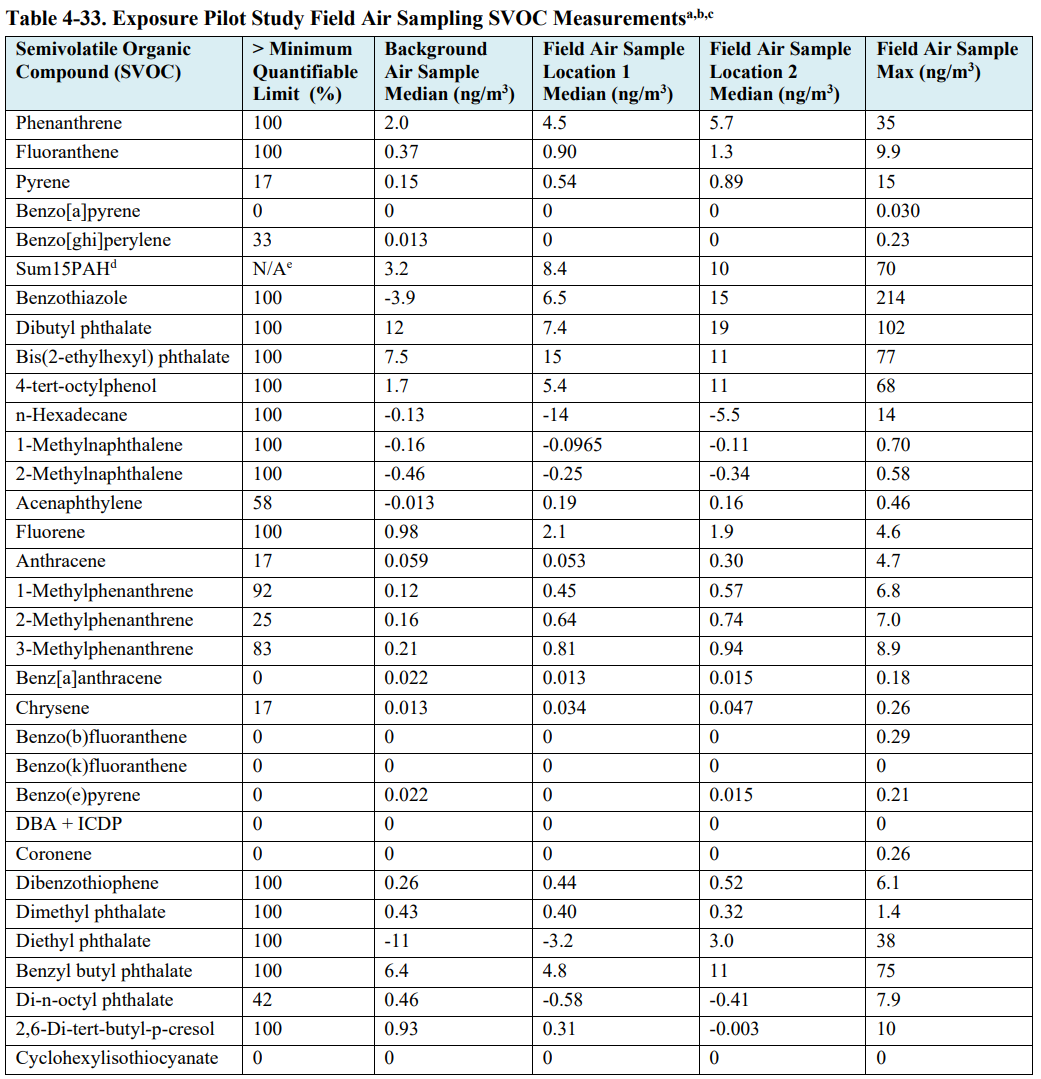 Table 4-33. Exposure Pilot Study Field Air Sampling SVOC Measurementsa,b,c
Semivolatile Organic Compound (SVOC) > Minimum Quantifiable Limit (%) Background Air Sample Median (ng/m3) Field Air Sample Location 1 Median (ng/m3) Field Air Sample Location 2 Median (ng/m3) Field Air Sample Max (ng/m3)
Phenanthrene 100 2.0 4.5 5.7 35
Fluoranthene 100 0.37 0.90 1.3 9.9
Pyrene 17 0.15 0.54 0.89 15
Benzo[a]pyrene 0 0 0 0 0.030
Benzo[ghi]perylene 33 0.013 0 0 0.23
Sum15PAHd N/Ae 3.2 8.4 10 70
Benzothiazole 100 -3.9 6.5 15 214
Dibutyl phthalate 100 12 7.4 19 102
Bis(2-ethylhexyl) phthalate 100 7.5 15 11 77
4-tert-octylphenol 100 1.7 5.4 11 68
n-Hexadecane 100 -0.13 -14 -5.5 14
1-Methylnaphthalene 100 -0.16 -0.0965 -0.11 0.70
2-Methylnaphthalene 100 -0.46 -0.25 -0.34 0.58
Acenaphthylene 58 -0.013 0.19 0.16 0.46
Fluorene 100 0.98 2.1 1.9 4.6
Anthracene 17 0.059 0.053 0.30 4.7
1-Methylphenanthrene 92 0.12 0.45 0.57 6.8
2-Methylphenanthrene 25 0.16 0.64 0.74 7.0
3-Methylphenanthrene 83 0.21 0.81 0.94 8.9
Benz[a]anthracene 0 0.022 0.013 0.015 0.18
Chrysene 17 0.013 0.034 0.047 0.26
Benzo(b)fluoranthene 0 0 0 0 0.29
Benzo(k)fluoranthene 0 0 0 0 0
Benzo(e)pyrene 0 0.022 0 0.015 0.21
DBA + ICDP 0 0 0 0 0
Coronene 0 0 0 0 0.26
Dibenzothiophene 100 0.26 0.44 0.52 6.1
Dimethyl phthalate 100 0.43 0.40 0.32 1.4
Diethyl phthalate 100 -11 -3.2 3.0 38
Benzyl butyl phthalate 100 6.4 4.8 11 75
Di-n-octyl phthalate 42 0.46 -0.58 -0.41 7.9
2,6-Di-tert-butyl-p-cresol 100 0.93 0.31 -0.003 10
Cyclohexylisothiocyanate 0 0 0 0 0